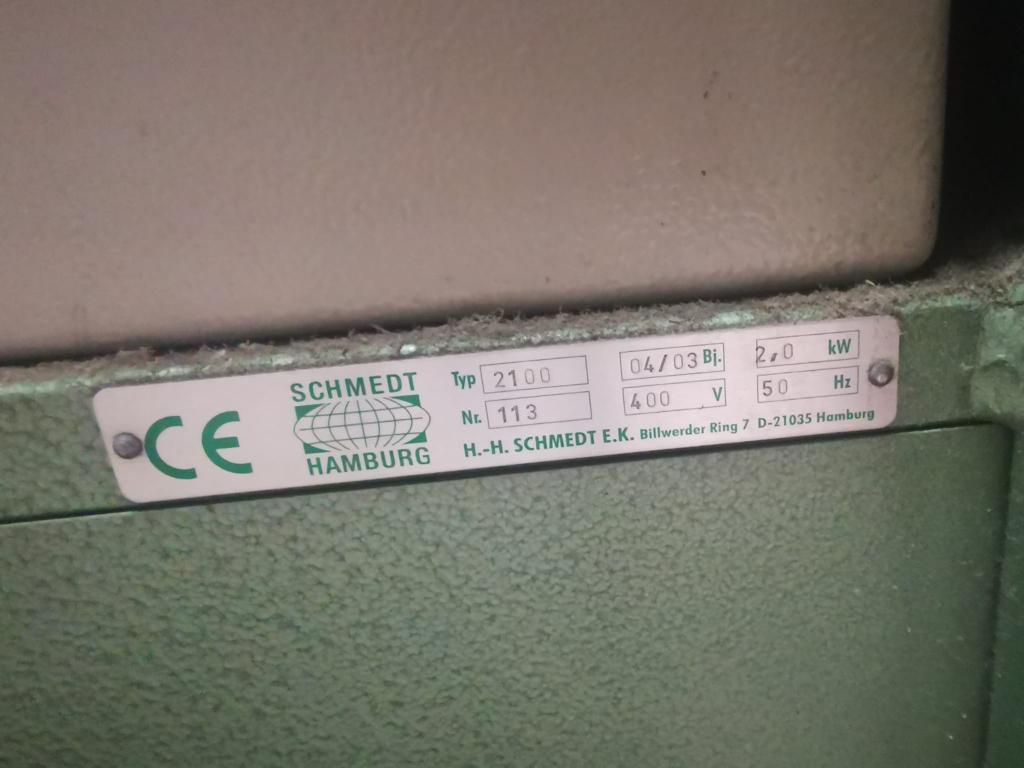 CE
SCHMEDT
HAMBURG
Typ 2100 04/03 Bj. 2,0 kW
Nr. 113 400 V 50 Hz
H.-H. SCHMEDT E.K. Billwerder Ring 7 D-21035 Hamburg